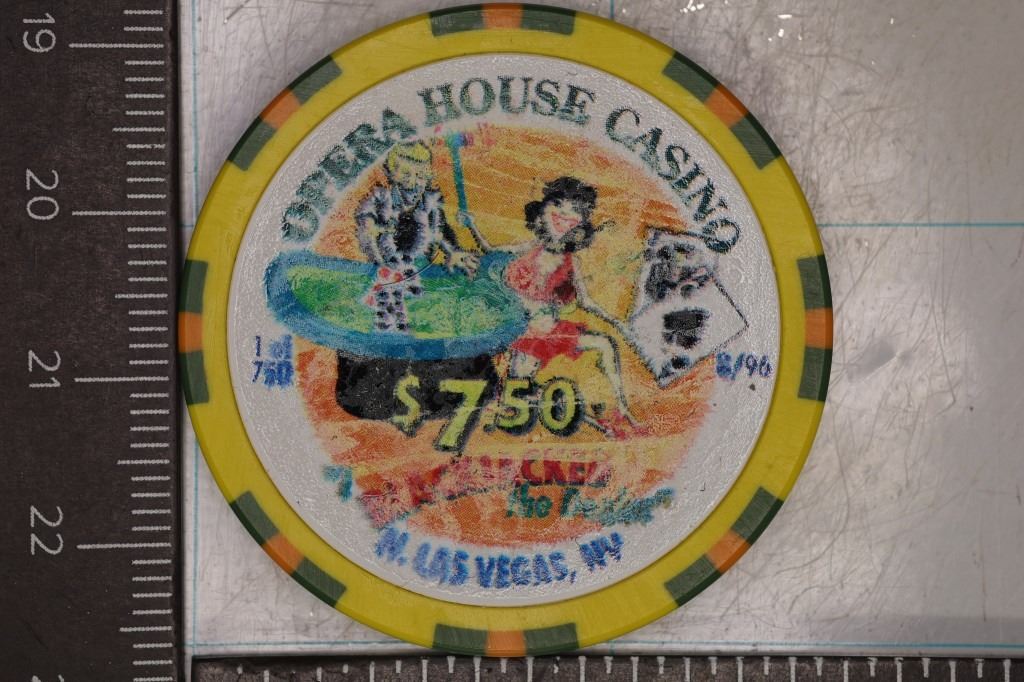 OPERA HOUSE CASINO
1 of
750
8/96
$7.50
"I
the Dealer"
N. LAS VEGAS, NV
19
20
21
22